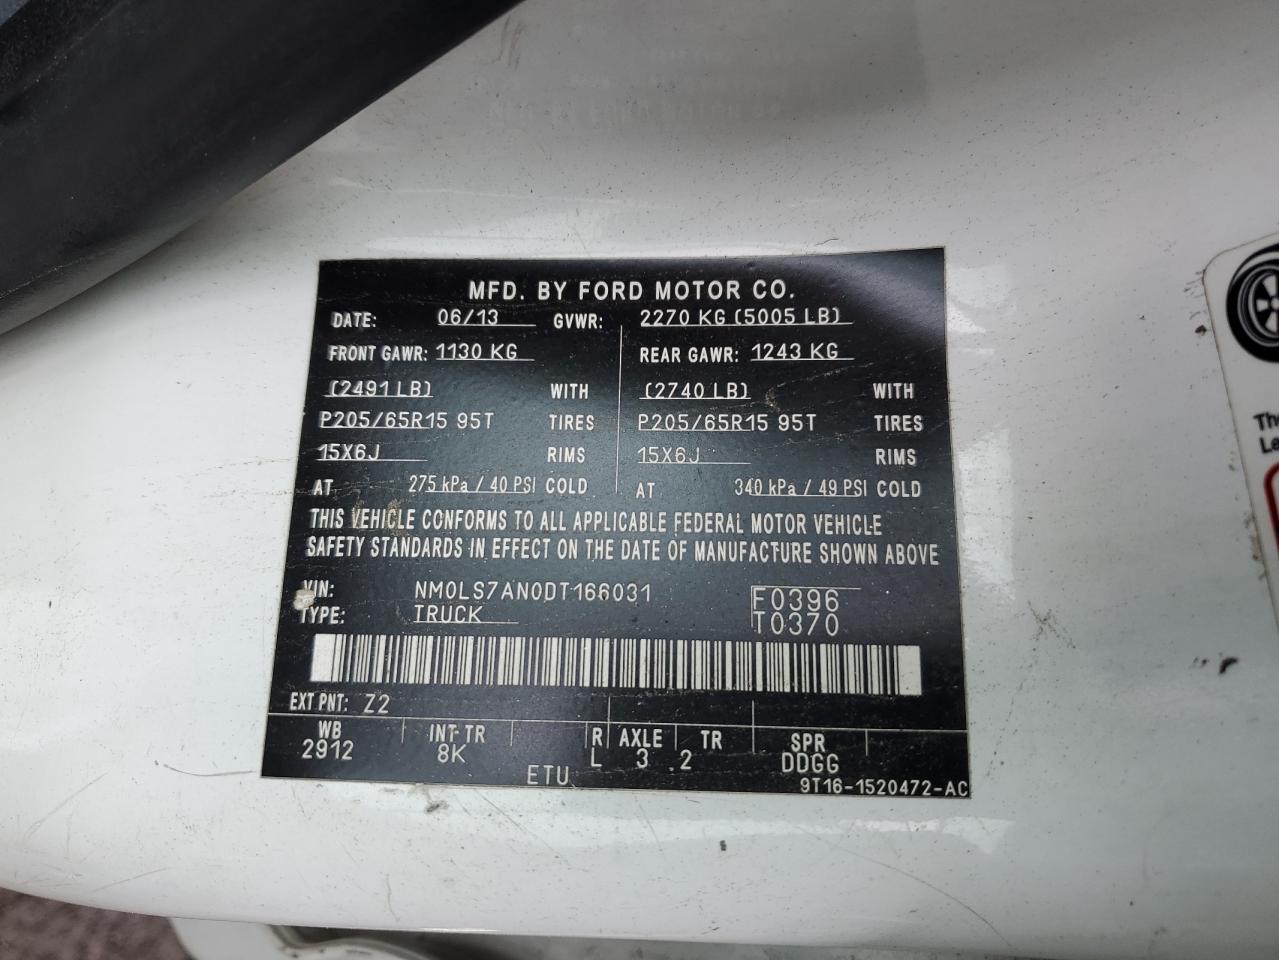 MFD. BY FORD MOTOR CO.
DATE: 06/13 GVWR: 2270 KG (5005 LB)
FRONT GAWR: 1130 KG REAR GAWR: 1243 KG
(2491 LB) WITH (2740 LB) WITH
P205/65R15 95T TIRES P205/65R15 95T TIRES
15X6J RIMS 15X6J RIMS
AT 275 kPa / 40 PSI COLD AT 340 kPa / 49 PSI COLD
THIS VEHICLE CONFORMS TO ALL APPLICABLE FEDERAL MOTOR VEHICLE
SAFETY STANDARDS IN EFFECT ON THE DATE OF MANUFACTURE SHOWN ABOVE
VIN: NM0LS7AN0DT166031 F0396
TYPE: TRUCK T0370
EXT PNT: Z2
WB INT TR R AXLE TR SPR
2912 8K L 3 .2 DDGG
ETU 9T16-1520472-AC